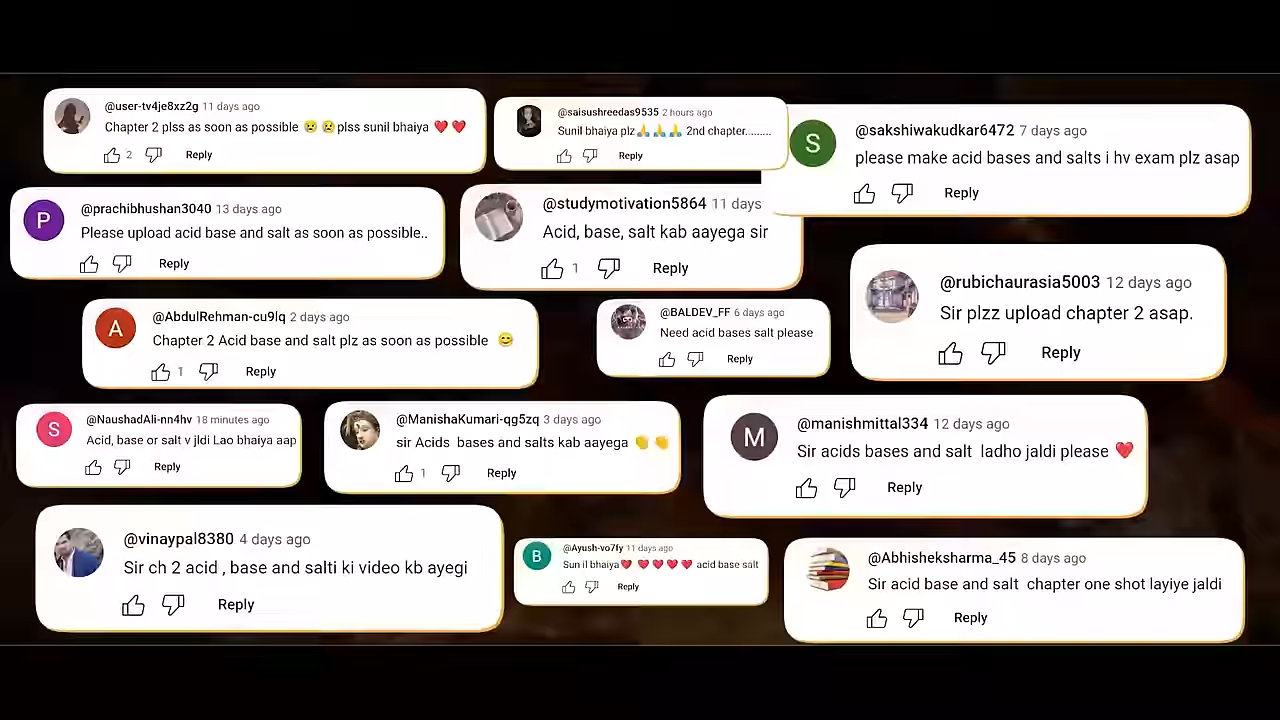 @user-tv4je8xz2g 11 days ago
Chapter 2 plss as soon as possible 😢 😢 plss sunil bhaiya ❤️ ❤️
2 Reply
@saisushreedas9535 2 hours ago
Sunil bhaiya plz🙏🙏🙏 2nd chapter.........
Reply
S
@sakshiwakudkar6472 7 days ago
please make acid bases and salts i hv exam plz asap
Reply
P
@prachibhushan3040 13 days ago
Please upload acid base and salt as soon as possible..
Reply
@studymotivation5864 11 days
Acid, base, salt kab aayega sir
1 Reply
@rubichaurasia5003 12 days ago
Sir plzz upload chapter 2 asap.
Reply
A
@AbdulRehman-cu9lq 2 days ago
Chapter 2 Acid base and salt plz as soon as possible 😊
1 Reply
@BALDEV_FF 6 days ago
Need acid bases salt please
Reply
S
@NaushadAli-nn4hv 18 minutes ago
Acid, base or salt v jldi Lao bhaiya aap
Reply
@ManishaKumari-qg5zq 3 days ago
sir Acids bases and salts kab aayega 👏 👏
1 Reply
M
@manishmittal334 12 days ago
Sir acids bases and salt ladho jaldi please ❤️
Reply
@vinaypal8380 4 days ago
Sir ch 2 acid , base and salti ki video kb ayegi
Reply
B
@Ayush-vo7fy 11 days ago
Sun il bhaiya❤️ ❤️❤️❤️❤️ acid base salt
Reply
@Abhisheksharma_45 8 days ago
Sir acid base and salt chapter one shot layiye jaldi
Reply